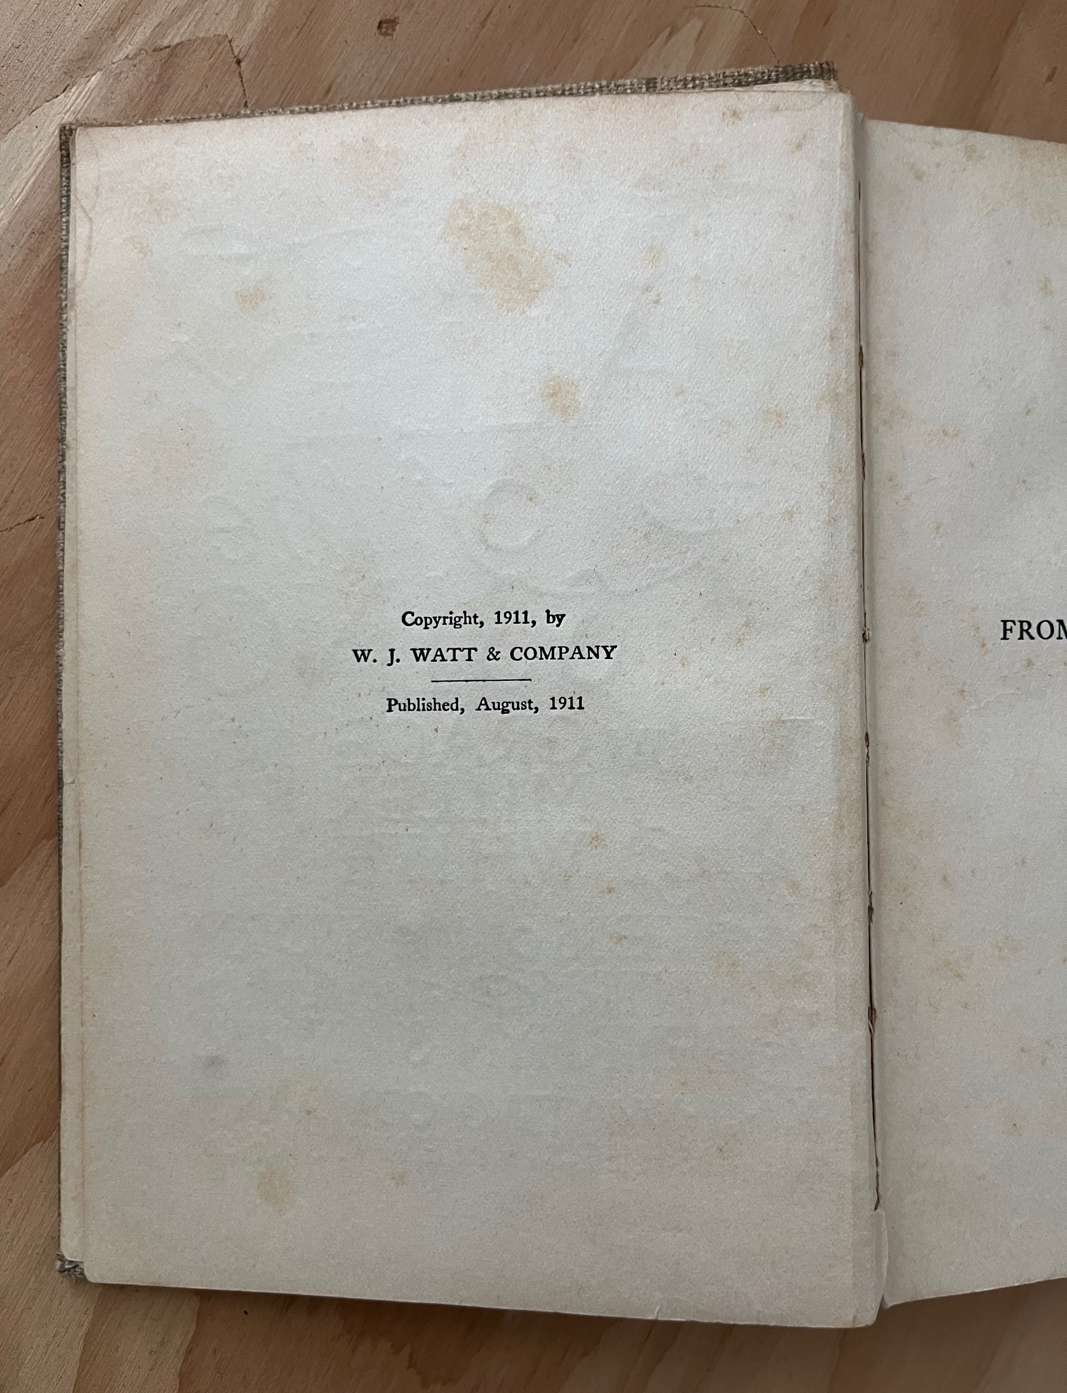 Copyright, 1911, by
W. J. WATT & COMPANY
Published, August, 1911
FROM